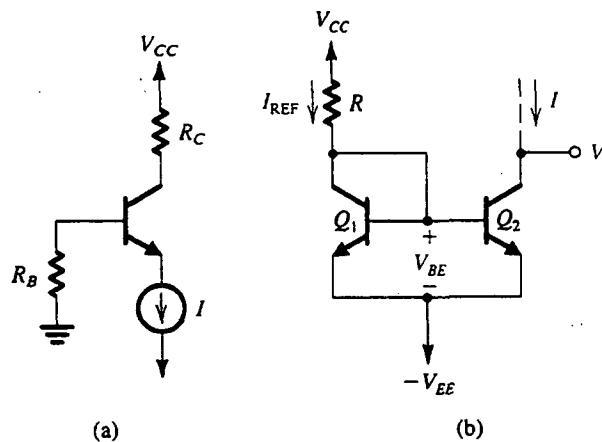 V_CC
R_C
R_B
I
(a)
V_CC
I_REF
R
I
V
Q_1
Q_2
+
V_BE
−
−V_EE
(b)